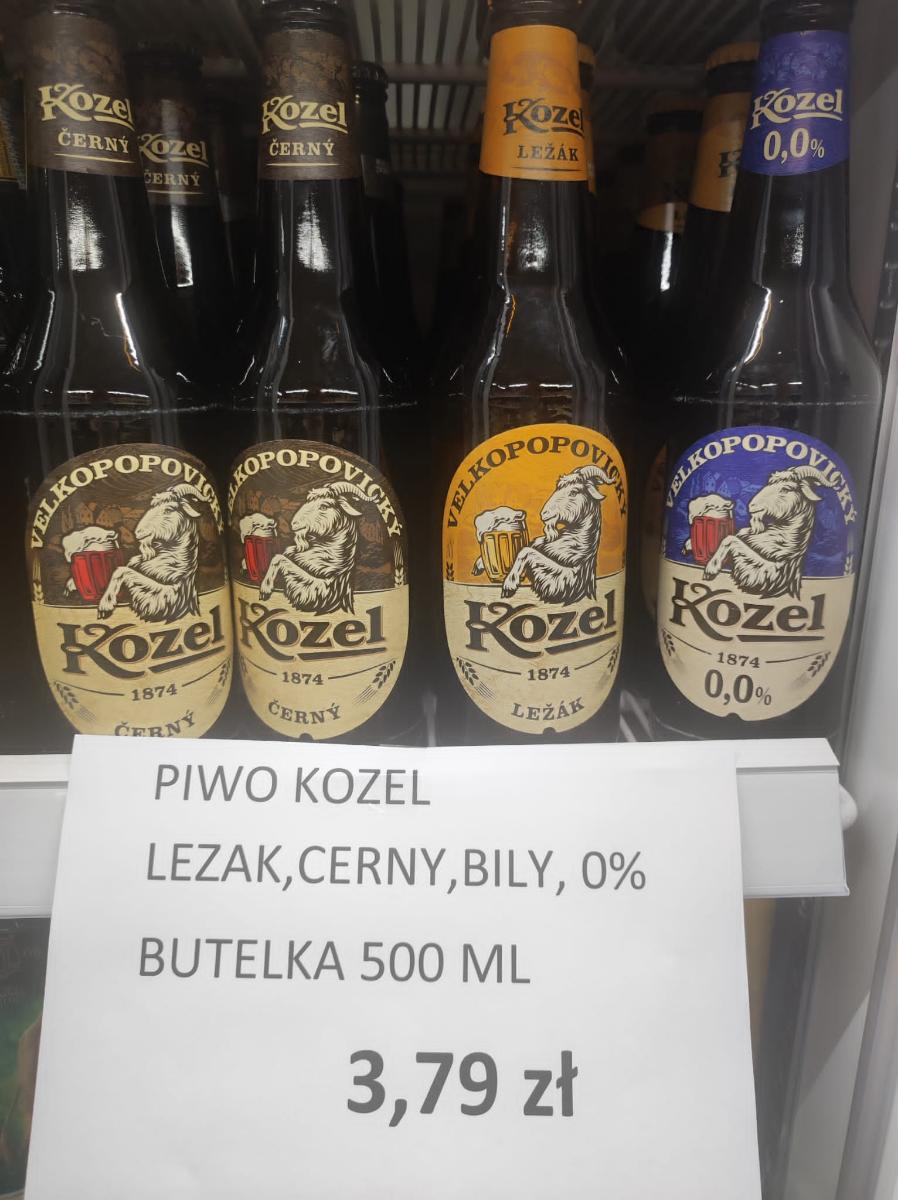 Kozel
ČERNÝ
Kozel
ČERNÝ
Kozel
ČERNÝ
Kozel
LEŽÁK
Kozel
0,0%
VELKOPOPOVICKÝ
Kozel
1874
ČERNÝ
VELKOPOPOVICKÝ
Kozel
1874
ČERNÝ
VELKOPOPOVICKÝ
Kozel
1874
LEŽÁK
VELKOPOPOVICKÝ
Kozel
1874
0,0%
PIWO KOZEL
LEZAK,CERNY,BILY, 0%
BUTELKA 500 ML
3,79 zł